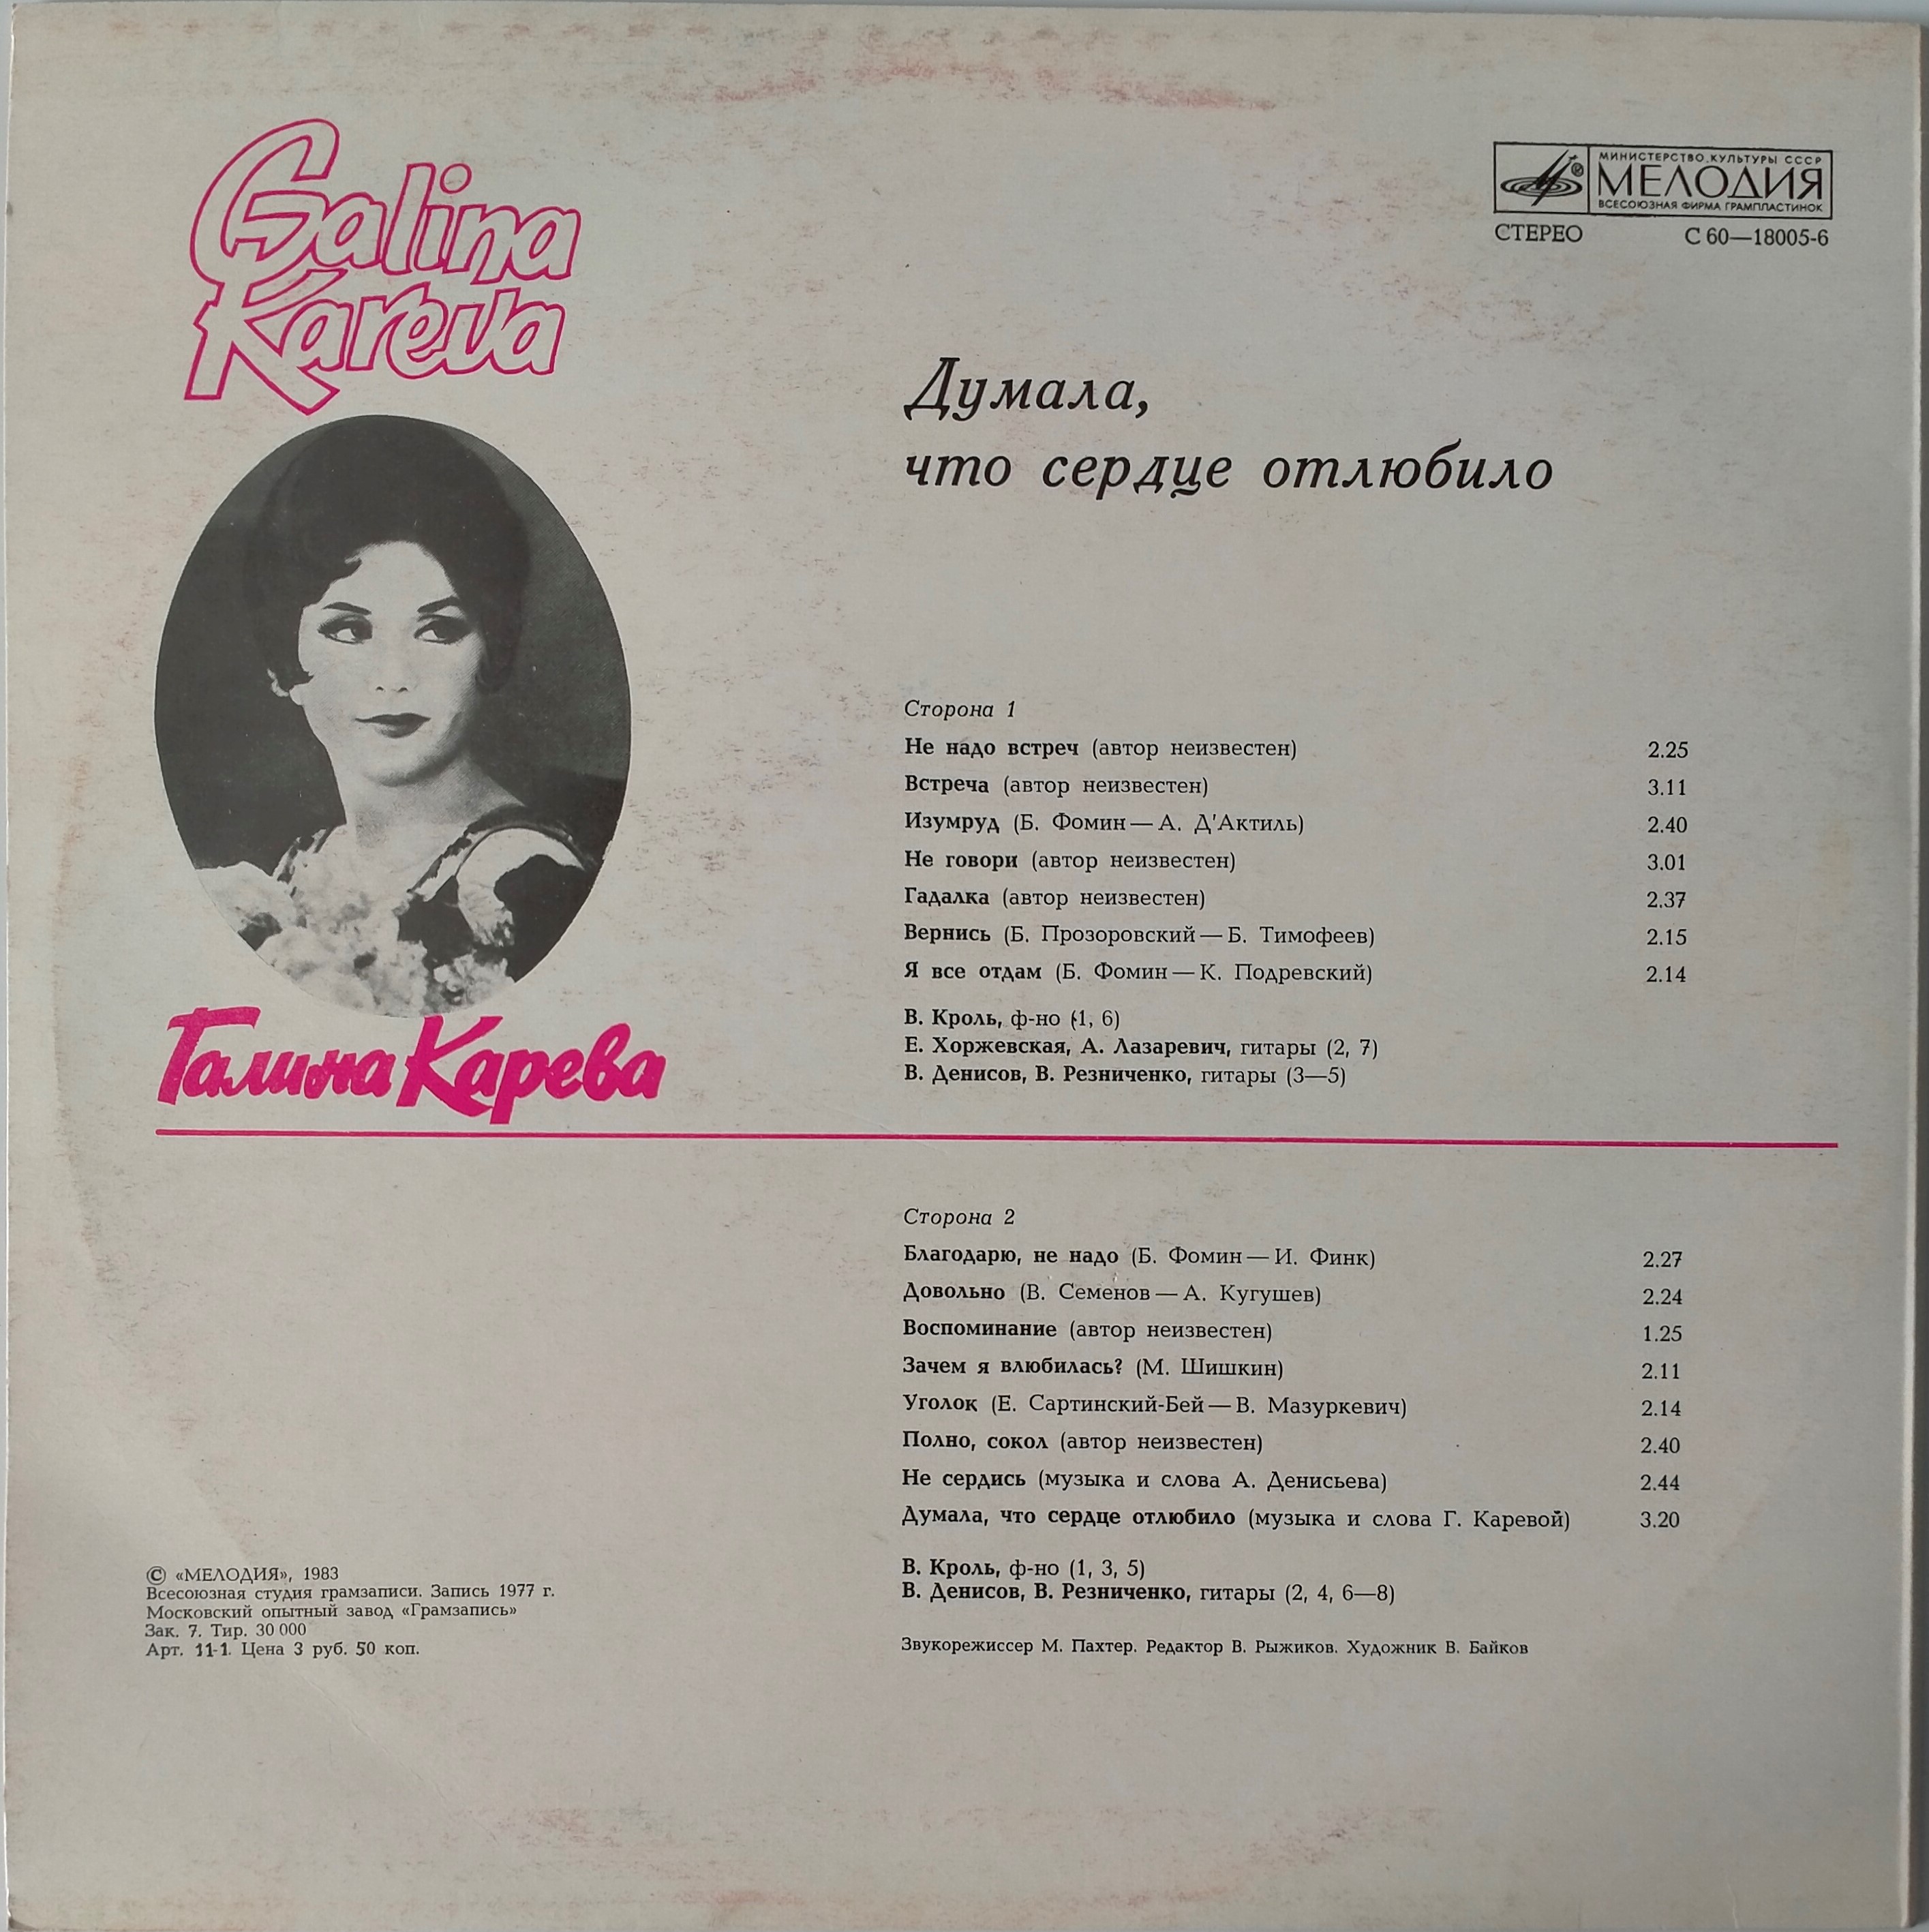 Galina
Kareva
МИНИСТЕРСТВО КУЛЬТУРЫ СССР
МЕЛОДИЯ
ВСЕСОЮЗНАЯ ФИРМА ГРАМПЛАСТИНОК
СТЕРЕО С 60—18005-6
Думала,
что сердце отлюбило
Галина Карева
Сторона 1
Не надо встреч (автор неизвестен) 2.25
Встреча (автор неизвестен) 3.11
Изумруд (Б. Фомин — А. Д'Актиль) 2.40
Не говори (автор неизвестен) 3.01
Гадалка (автор неизвестен) 2.37
Вернись (Б. Прозоровский — Б. Тимофеев) 2.15
Я все отдам (Б. Фомин — К. Подревский) 2.14
В. Кроль, ф-но (1, 6)
Е. Хоржевская, А. Лазаревич, гитары (2, 7)
В. Денисов, В. Резниченко, гитары (3—5)
Сторона 2
Благодарю, не надо (Б. Фомин — И. Финк) 2.27
Довольно (В. Семенов — А. Кугушев) 2.24
Воспоминание (автор неизвестен) 1.25
Зачем я влюбилась? (М. Шишкин) 2.11
Уголок (Е. Сартинский-Бей — В. Мазуркевич) 2.14
Полно, сокол (автор неизвестен) 2.40
Не сердись (музыка и слова А. Денисьева) 2.44
Думала, что сердце отлюбило (музыка и слова Г. Каревой) 3.20
В. Кроль, ф-но (1, 3, 5)
В. Денисов, В. Резниченко, гитары (2, 4, 6—8)
Звукорежиссер М. Пахтер. Редактор В. Рыжиков. Художник В. Байков
© «МЕЛОДИЯ», 1983
Всесоюзная студия грамзаписи. Запись 1977 г.
Московский опытный завод «Грамзапись»
Зак. 7. Тир. 30 000
Арт. 11-1. Цена 3 руб. 50 коп.